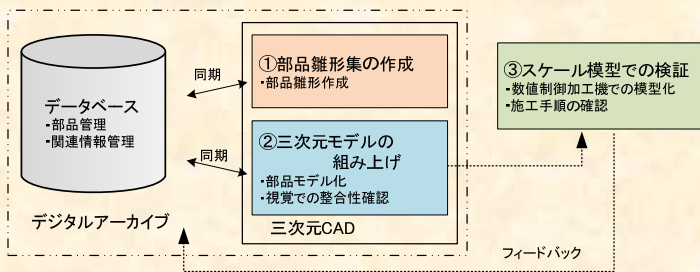 データベース
・部品管理
・関連情報管理
デジタルアーカイブ
同期
同期
①部品雛形集の作成
・部品雛形作成
②三次元モデルの
組み上げ
・部品モデル化
・視覚での整合性確認
三次元CAD
③スケール模型での検証
・数値制御加工機での模型化
・施工手順の確認
フィードバック